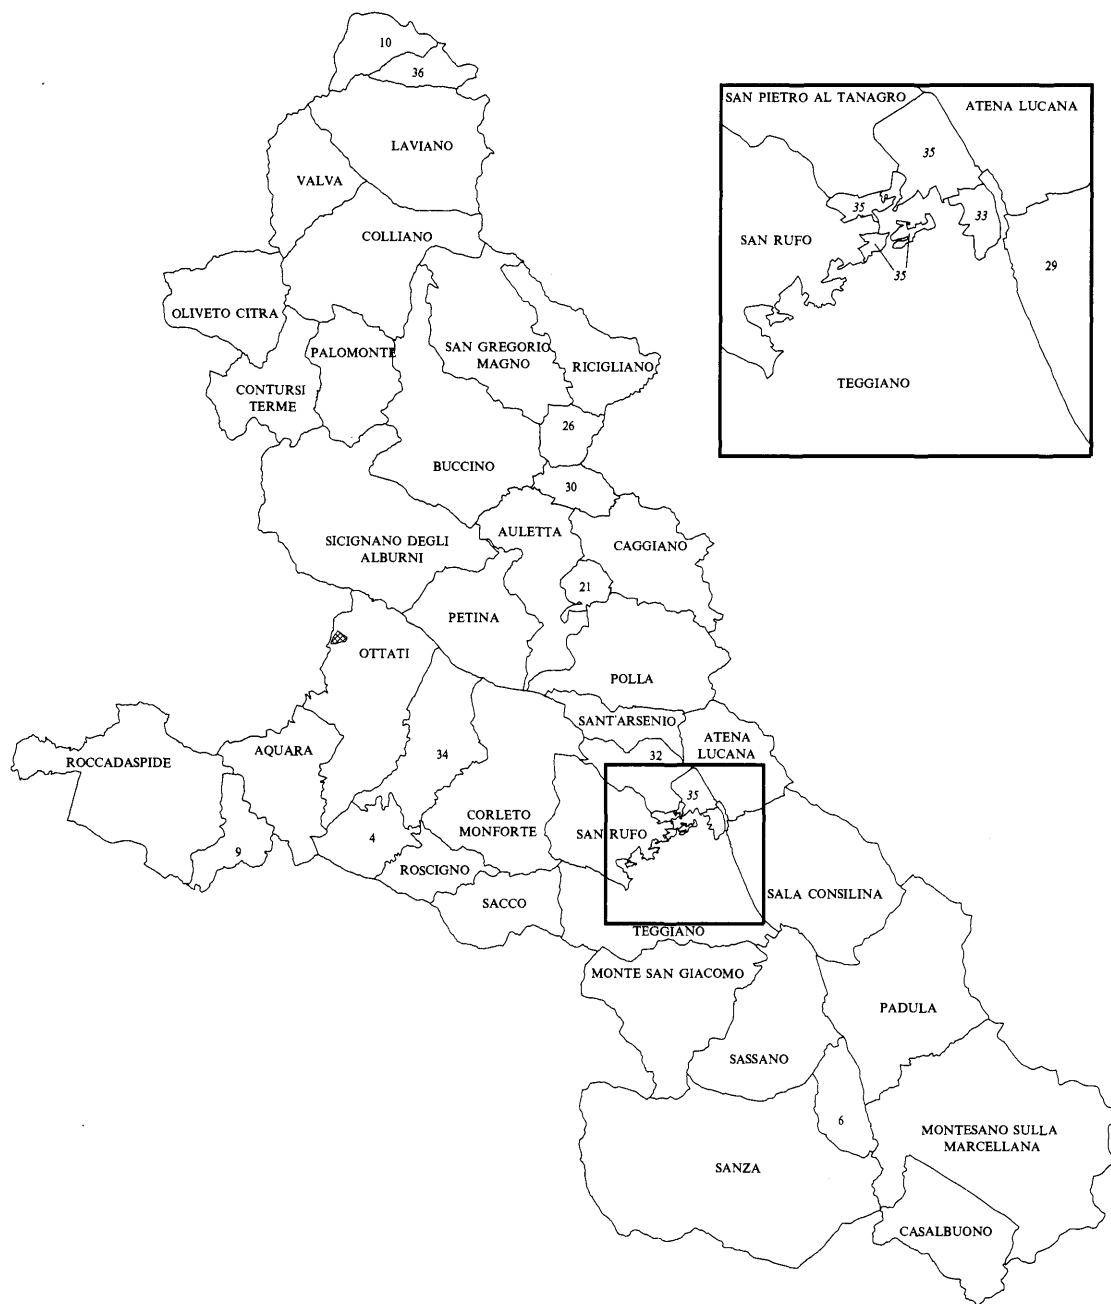 10
36
SAN PIETRO AL TANAGRO
ATENA LUCANA
LAVIANO
35
VALVA
35
33
COLLIANO
SAN RUFO
29
35
OLIVETO CITRA
PALOMONTE
SAN GREGORIO
MAGNO
RICIGLIANO
TEGGIANO
CONTURSI
TERME
26
BUCCINO
30
AULETTA
SICIGNANO DEGLI
ALBURNI
CAGGIANO
21
PETINA
OTTATI
POLLA
SANT'ARSENIO
ATENA
LUCANA
ROCCADASPIDE
AQUARA
34
32
35
CORLETO
MONFORTE
SAN RUFO
4
9
ROSCIGNO
SACCO
SALA CONSILINA
TEGGIANO
MONTE SAN GIACOMO
PADULA
SASSANO
6
MONTESANO SULLA
MARCELLANA
SANZA
CASALBUONO